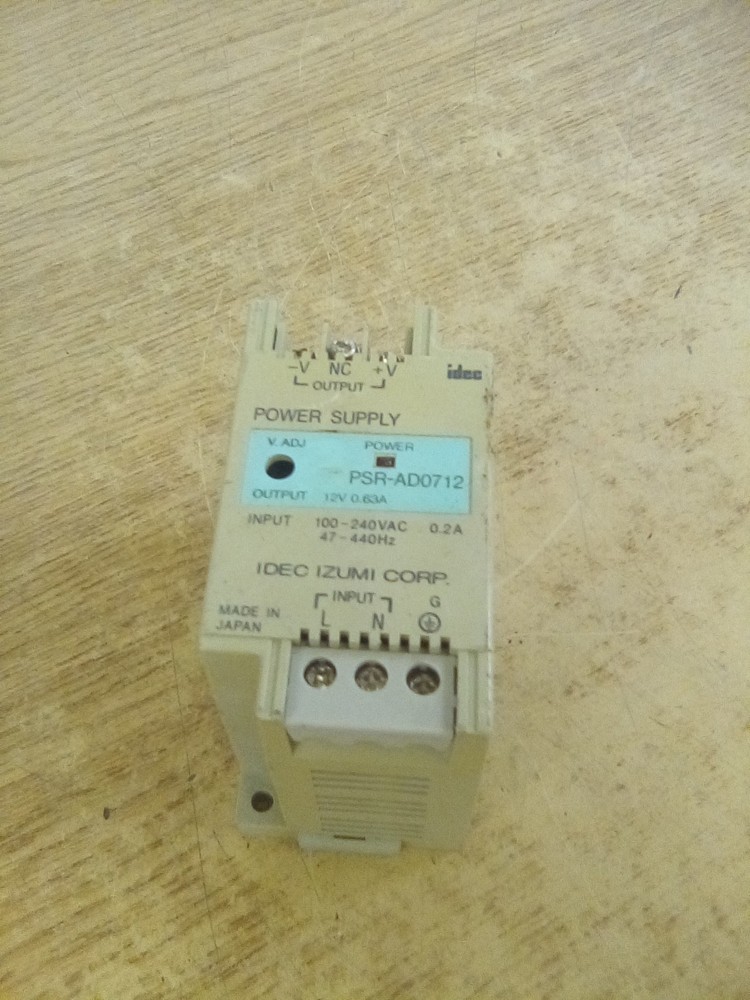 -V NC +V
OUTPUT
idec
POWER SUPPLY
V. ADJ POWER
PSR-AD0712
OUTPUT 12V 0.63A
INPUT 100-240VAC 0.2A
47-440Hz
IDEC IZUMI CORP.
INPUT
G
L N
MADE IN
JAPAN